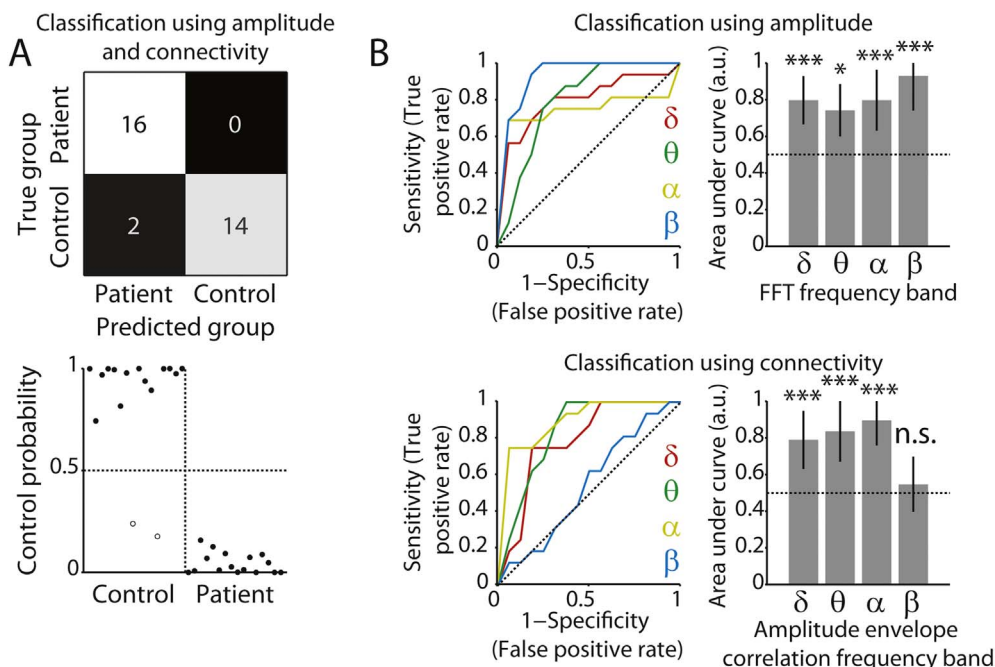 A
Classification using amplitude
and connectivity
True group
Patient
Control
16
0
2
14
Patient
Control
Predicted group
Control probability
1
0.5
0
Control
Patient
B
Classification using amplitude
Sensitivity (True
positive rate)
1
0.8
0.6
0.4
0.2
0
δ
θ
α
β
0.5
1
1−Specificity
(False positive rate)
Area under curve (a.u.)
1
0.8
0.6
0.4
0.2
0
***
*
***
***
δ
θ
α
β
FFT frequency band
Classification using connectivity
Sensitivity (True
positive rate)
1
0.8
0.6
0.4
0.2
0
δ
θ
α
β
0.5
1
1−Specificity
(False positive rate)
Area under curve (a.u.)
1
0.8
0.6
0.4
0.2
0
***
***
***
n.s.
δ
θ
α
β
Amplitude envelope
correlation frequency band